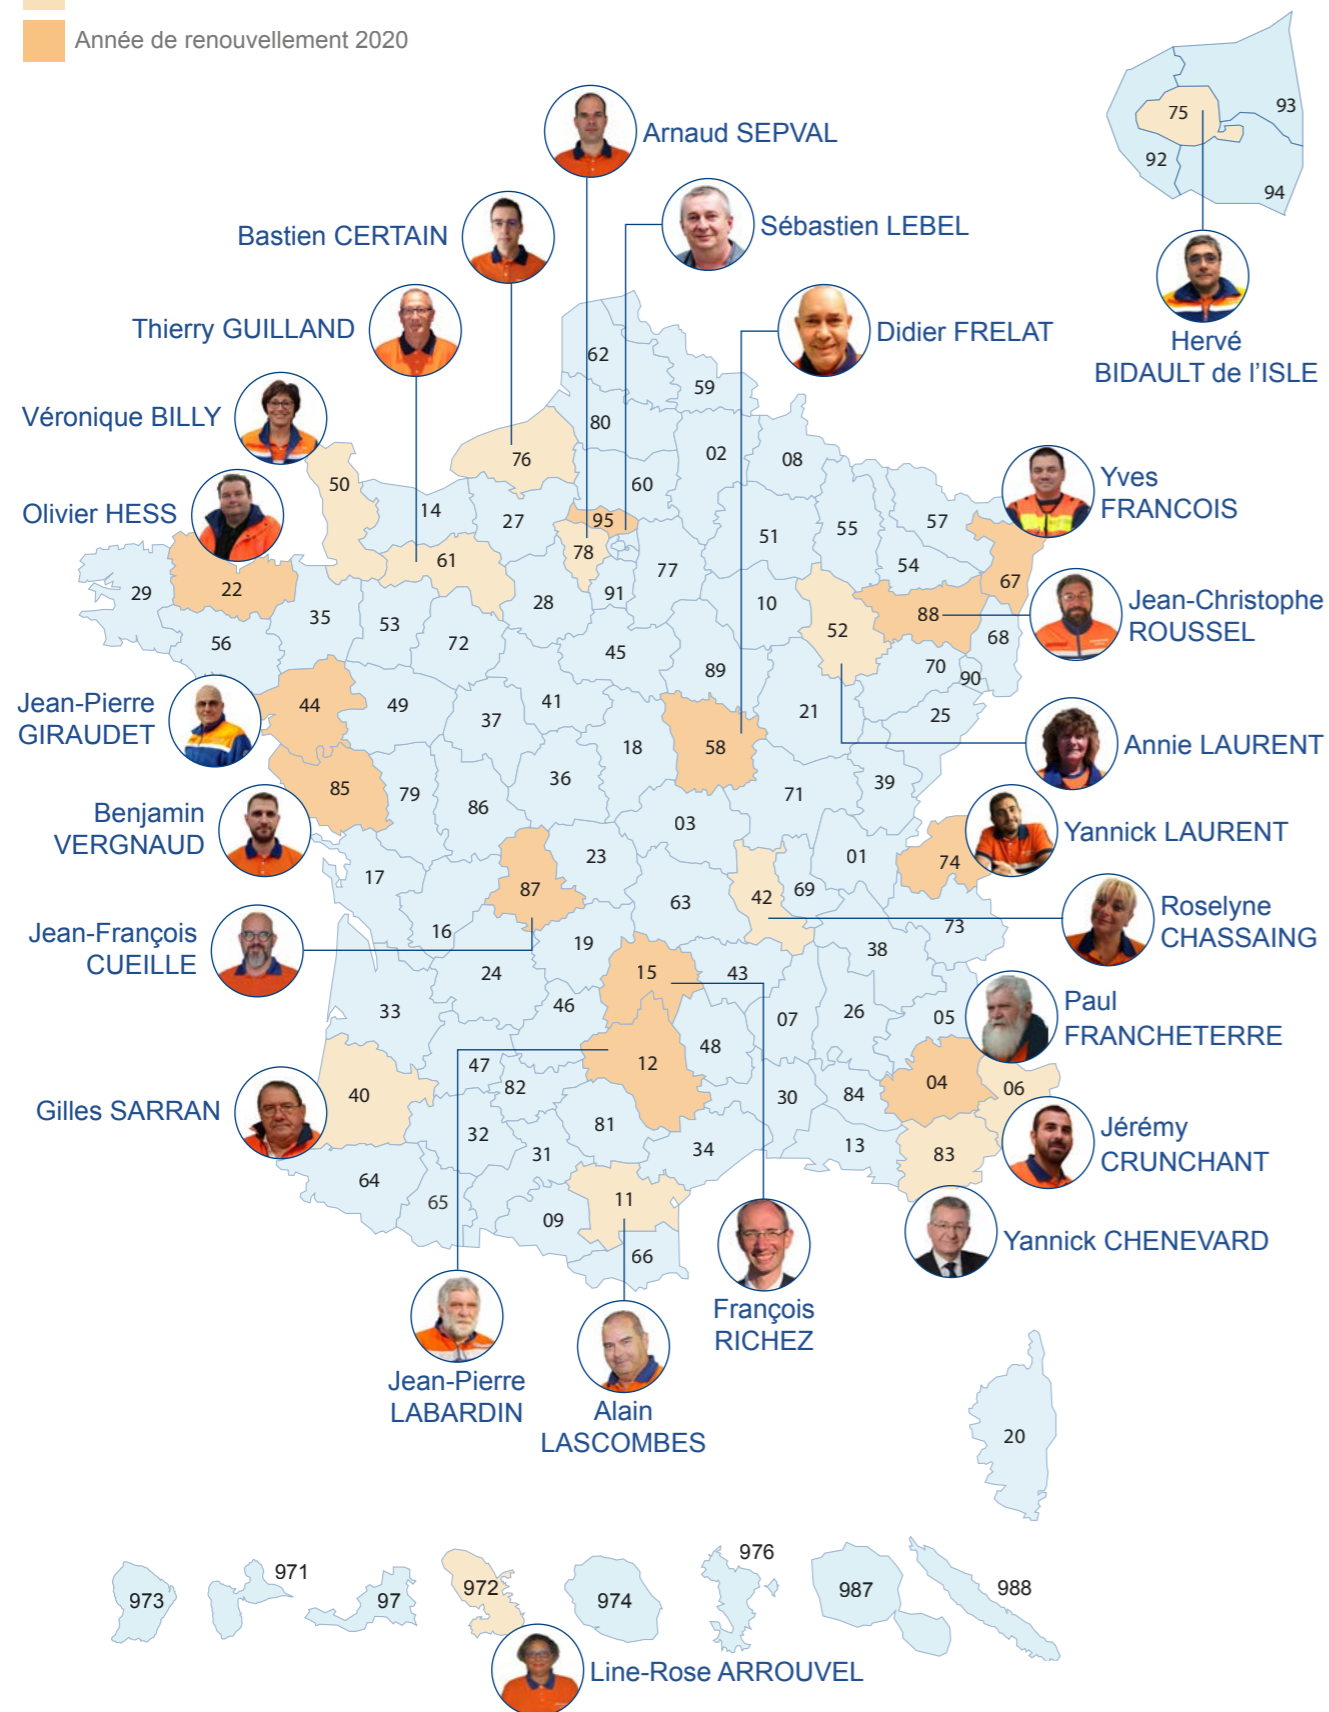 Année de renouvellement 2020
Arnaud SEPVAL
75
93
92
94
Bastien CERTAIN
Sébastien LEBEL
Thierry GUILLAND
Didier FRELAT
Hervé
BIDAULT de l'ISLE
Véronique BILLY
62
59
80
76
02
08
50
60
Yves
FRANCOIS
Olivier HESS
14
27
95
51
55
57
61
78
77
54
67
29
22
28
91
10
88
Jean-Christophe
ROUSSEL
35
53
72
52
68
56
45
89
70
90
Jean-Pierre
GIRAUDET
44
49
37
41
21
25
18
58
Annie LAURENT
85
79
86
36
71
39
Benjamin
VERGNAUD
03
Yannick LAURENT
17
87
23
01
74
63
42
69
Roselyne
CHASSAING
Jean-François
CUEILLE
16
19
73
38
24
15
43
33
46
07
26
05
Paul
FRANCHETERRE
47
12
48
Gilles SARRAN
40
82
30
84
04
06
32
31
81
34
13
83
Jérémy
CRUNCHANT
64
65
09
11
66
Yannick CHENEVARD
François
RICHEZ
Jean-Pierre
LABARDIN
Alain
LASCOMBES
20
973
971
97
972
974
976
987
988
Line-Rose ARROUVEL